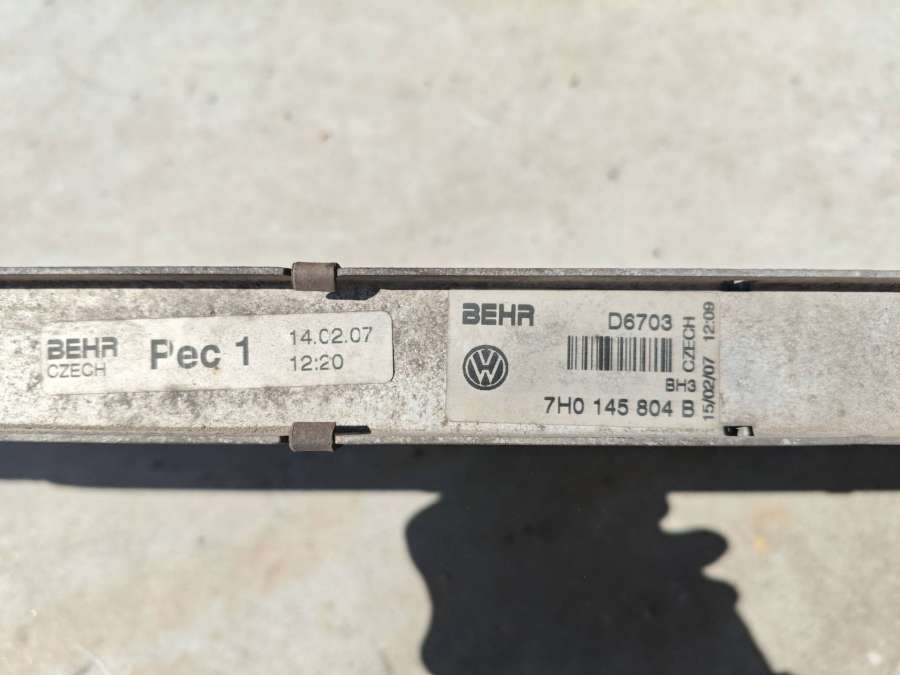 BEHR
CZECH
Pec 1
14.02.07
12:20
BEHR
D6703
CZECH
BH3
7H0 145 804 B
15/02/07 12:09